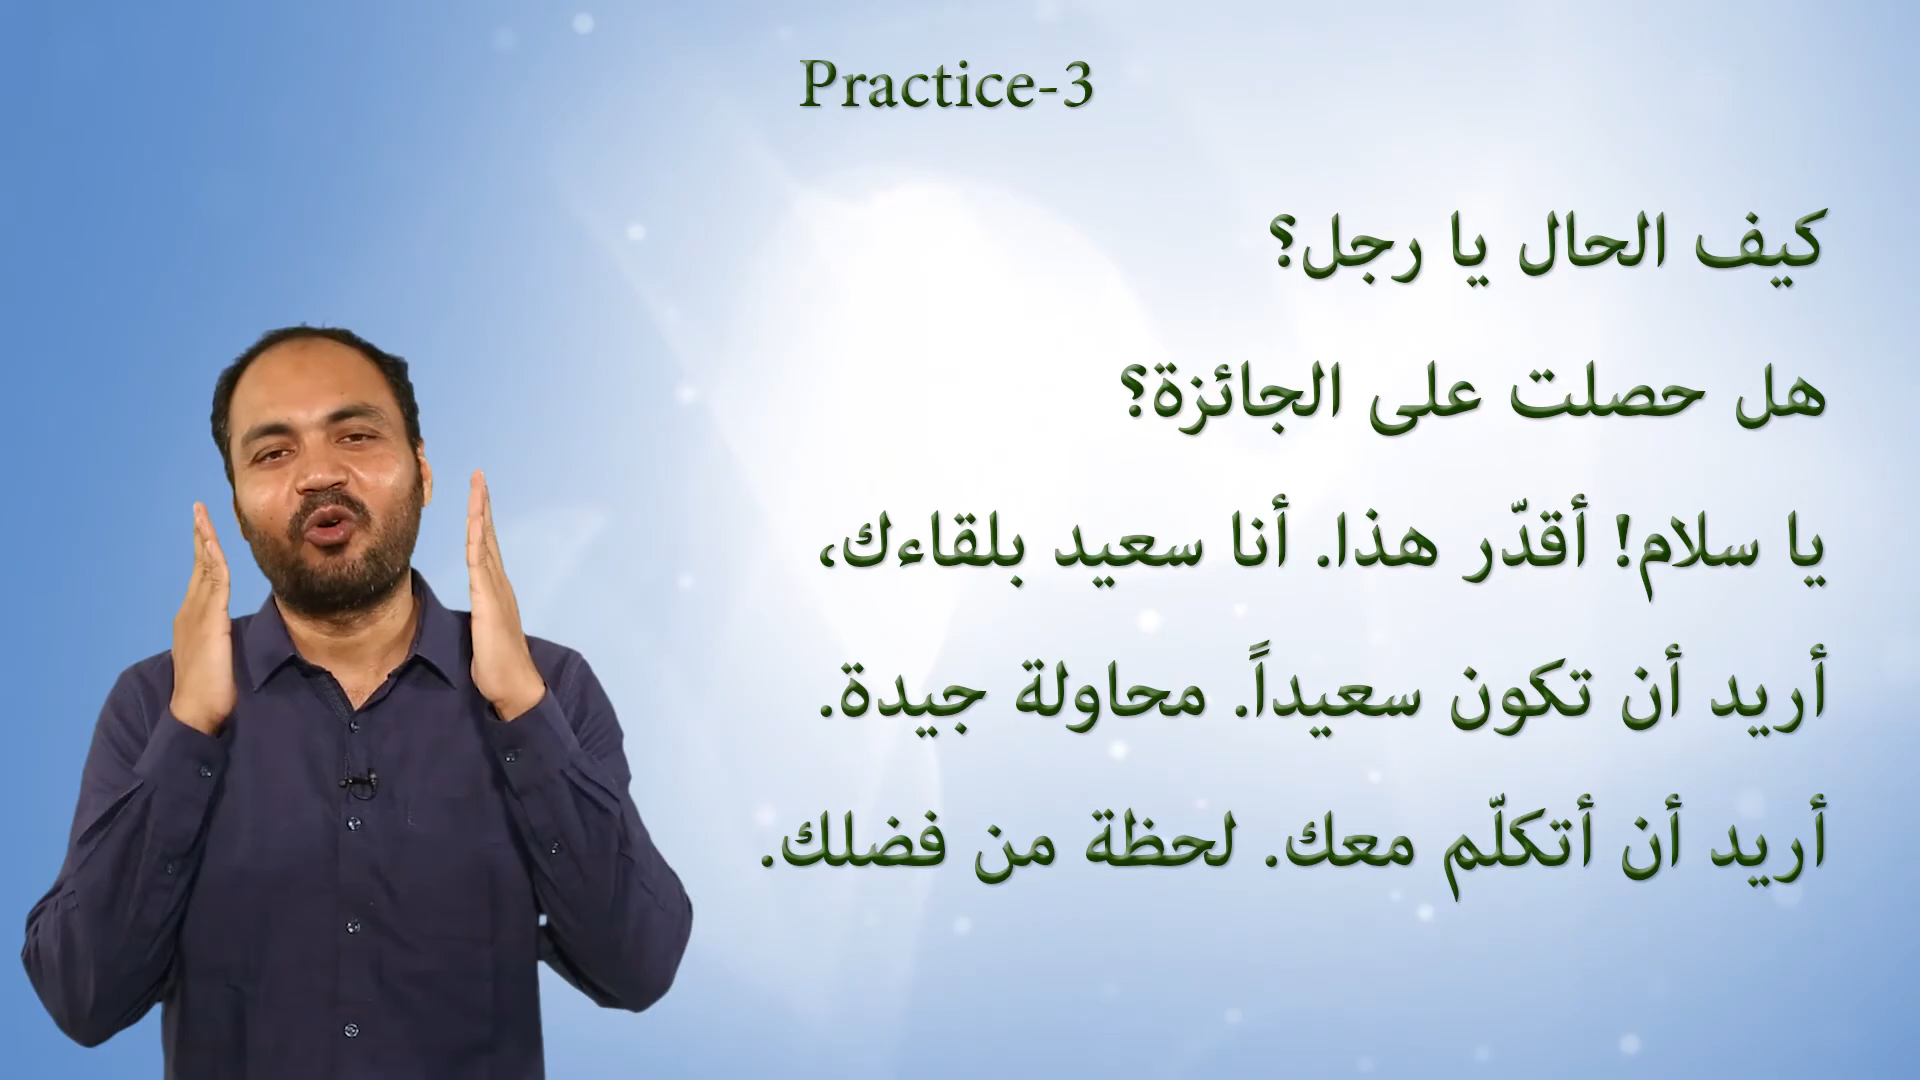 Practice-3
كيف الحال يا رجل؟
هل حصلت على الجائزة؟
يا سلام! أقدّر هذا. أنا سعيد بلقاءك،
أريد أن تكون سعيداً. محاولة جيدة.
أريد أن أتكلّم معك. لحظة من فضلك.